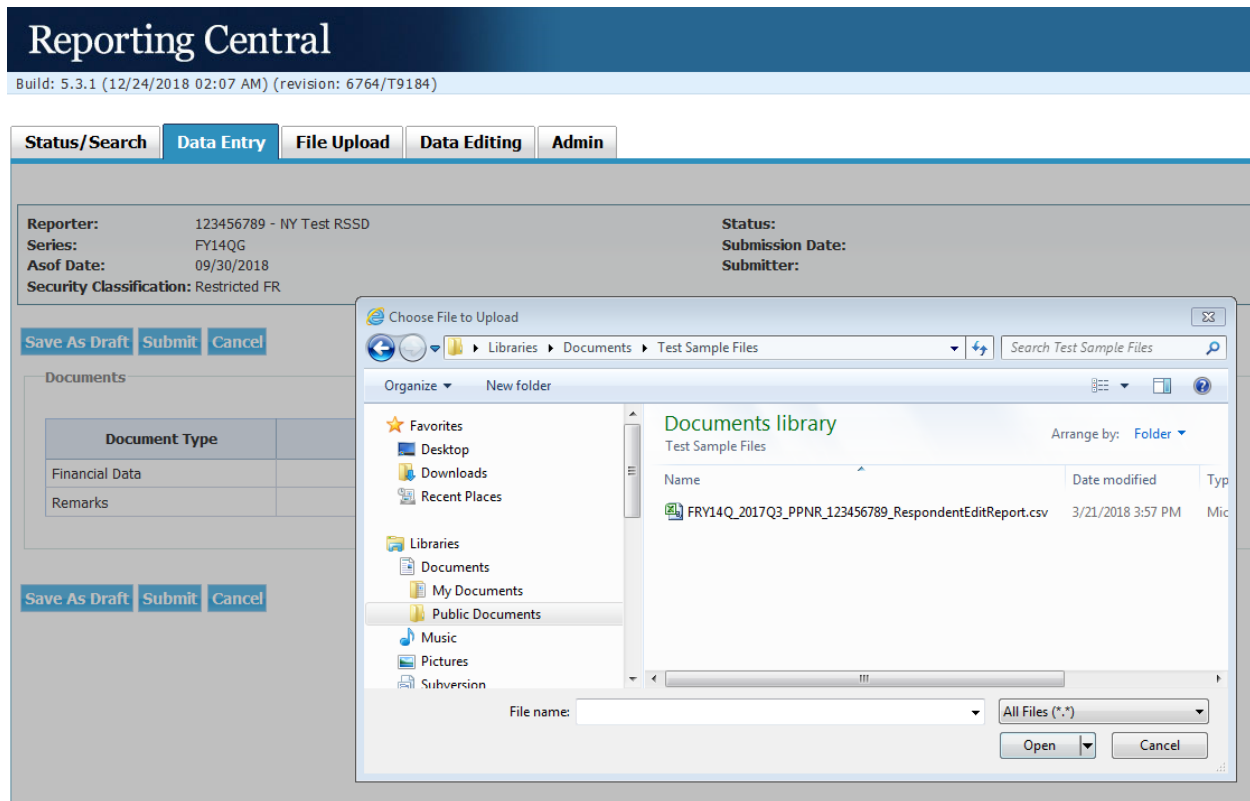 Reporting Central
Build: 5.3.1 (12/24/2018 02:07 AM) (revision: 6764/T9184)
Status/Search Data Entry File Upload Data Editing Admin
Reporter: 123456789 - NY Test RSSD Status:
Series: FY14QG Submission Date:
Asof Date: 09/30/2018 Submitter:
Security Classification: Restricted FR
Choose File to Upload
Libraries Documents Test Sample Files Search Test Sample Files
Save As Draft Submit Cancel
Organize New folder
Documents
Document Type
Financial Data
Remarks
Favorites
Desktop
Downloads
Recent Places
Libraries
Documents
My Documents
Public Documents
Music
Pictures
Subversion
Documents library
Test Sample Files
Arrange by: Folder
Name Date modified Typ
FRY14Q_2017Q3_PPNR_123456789_RespondentEditReport.csv 3/21/2018 3:57 PM Mic
Save As Draft Submit Cancel
File name: All Files (*.*)
Open Cancel